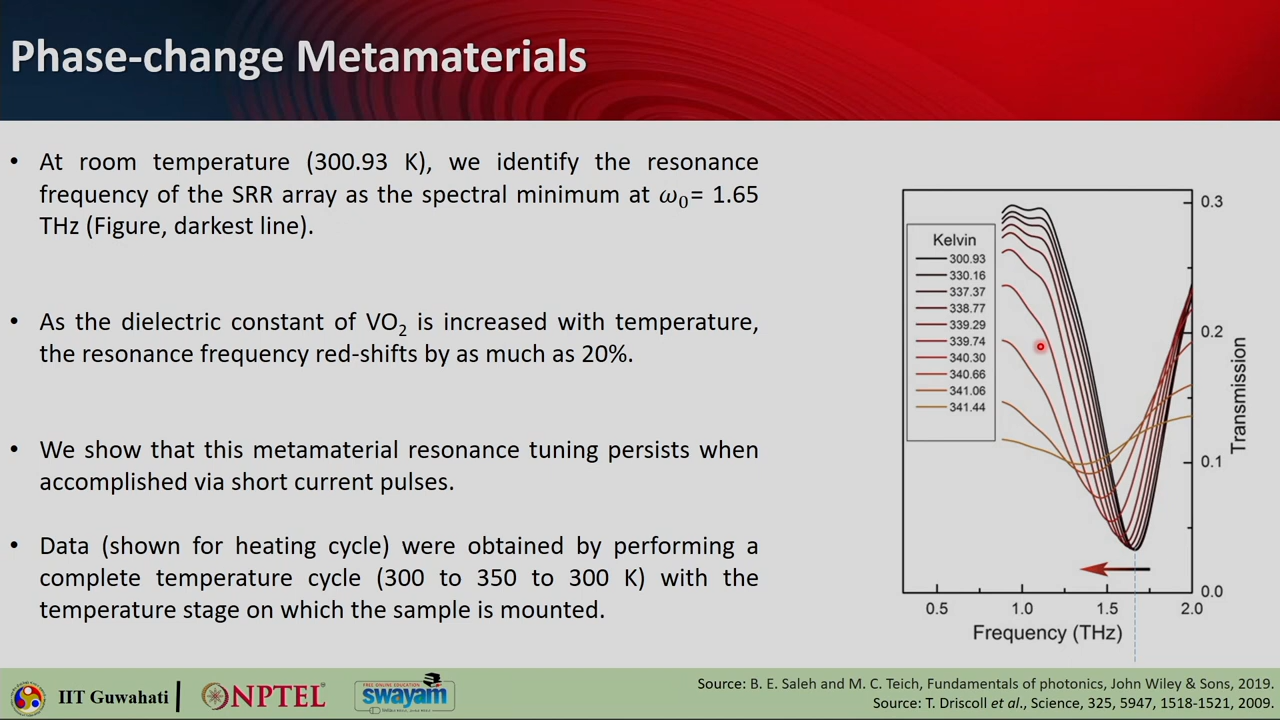 Phase-change Metamaterials
• At room temperature (300.93 K), we identify the resonance
frequency of the SRR array as the spectral minimum at ω₀= 1.65
THz (Figure, darkest line).
• As the dielectric constant of VO₂ is increased with temperature,
the resonance frequency red-shifts by as much as 20%.
• We show that this metamaterial resonance tuning persists when
accomplished via short current pulses.
• Data (shown for heating cycle) were obtained by performing a
complete temperature cycle (300 to 350 to 300 K) with the
temperature stage on which the sample is mounted.
Kelvin
300.93
330.16
337.37
338.77
339.29
339.74
340.30
340.66
341.06
341.44
0.3
0.2
0.1
0.0
Transmission
0.5 1.0 1.5 2.0
Frequency (THz)
IIT Guwahati
NPTEL
FREE ONLINE EDUCATION
swayam
Source: B. E. Saleh and M. C. Teich, Fundamentals of photonics, John Wiley & Sons, 2019.
Source: T. Driscoll et al., Science, 325, 5947, 1518-1521, 2009.